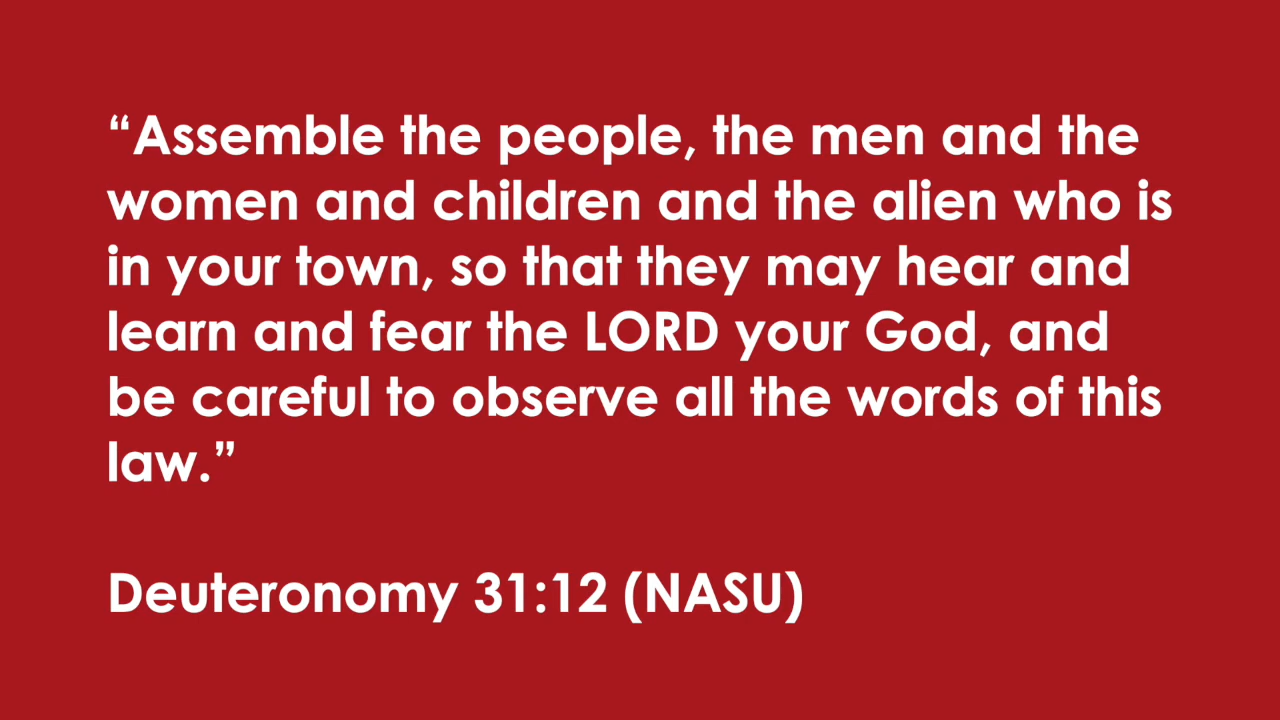 “Assemble the people, the men and the
women and children and the alien who is
in your town, so that they may hear and
learn and fear the LORD your God, and
be careful to observe all the words of this
law.”
Deuteronomy 31:12 (NASU)